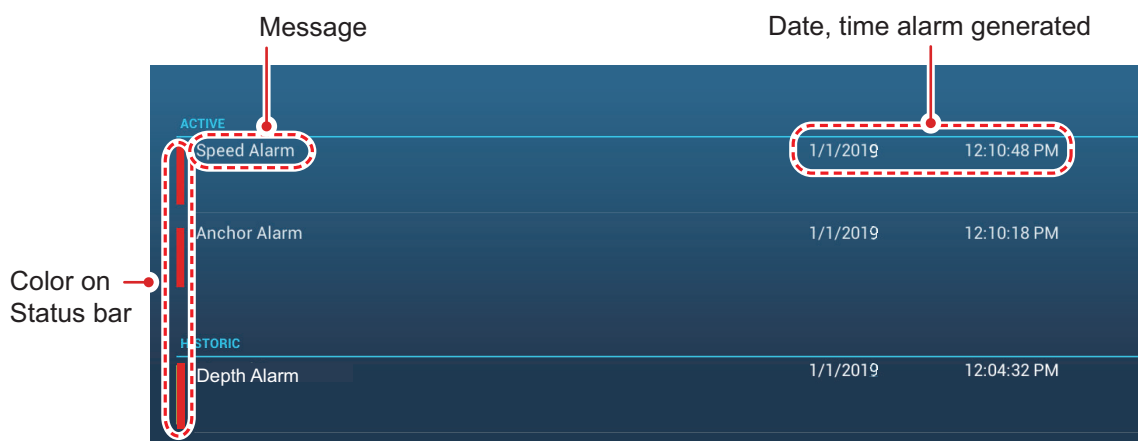 Message
Date, time alarm generated
ACTIVE
Speed Alarm 1/1/2019 12:10:48 PM
Anchor Alarm 1/1/2019 12:10:18 PM
Color on
Status bar
HISTORIC
Depth Alarm 1/1/2019 12:04:32 PM